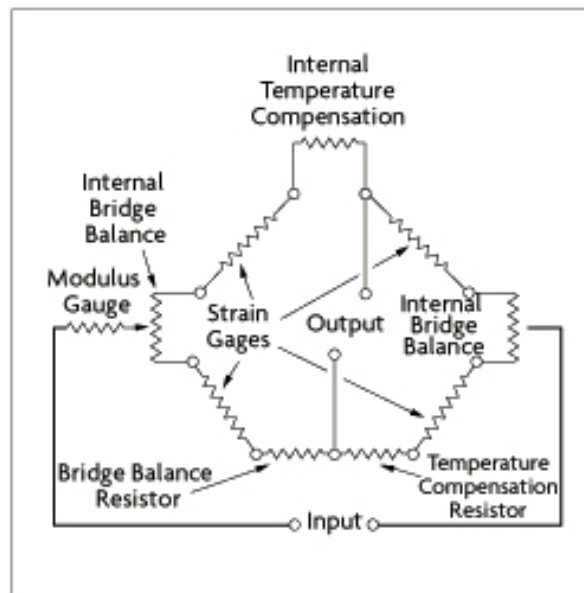 Internal
Temperature
Compensation
Internal
Bridge
Balance
Modulus
Gauge
Strain
Gages
Output
Internal
Bridge
Balance
Bridge Balance
Resistor
Temperature
Compensation
Resistor
Input